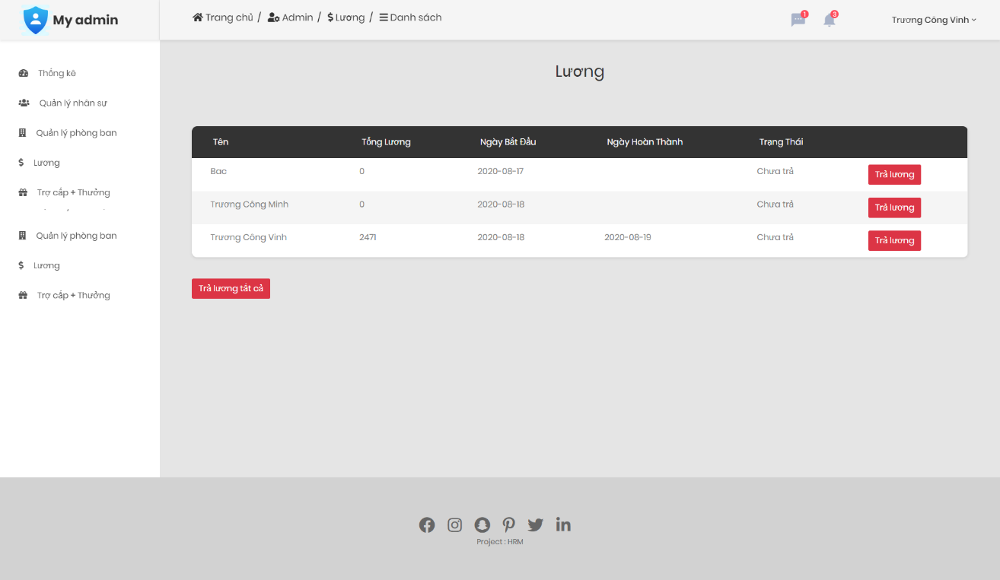 My admin
Trang chủ / Admin / Lương / Danh sách
1
3
Trương Công Vinh
Thống kê
Quản lý nhân sự
Quản lý phòng ban
Lương
Trợ cấp + Thưởng
Quản lý phòng ban
Lương
Trợ cấp + Thưởng
Lương
Tên Tổng Lương Ngày Bắt Đầu Ngày Hoàn Thành Trạng Thái
Bac 0 2020-08-17 Chưa trả Trả lương
Trương Công Minh 0 2020-08-18 Chưa trả Trả lương
Trương Công Vinh 2471 2020-08-18 2020-08-19 Chưa trả Trả lương
Trả lương tất cả
Project : HRM